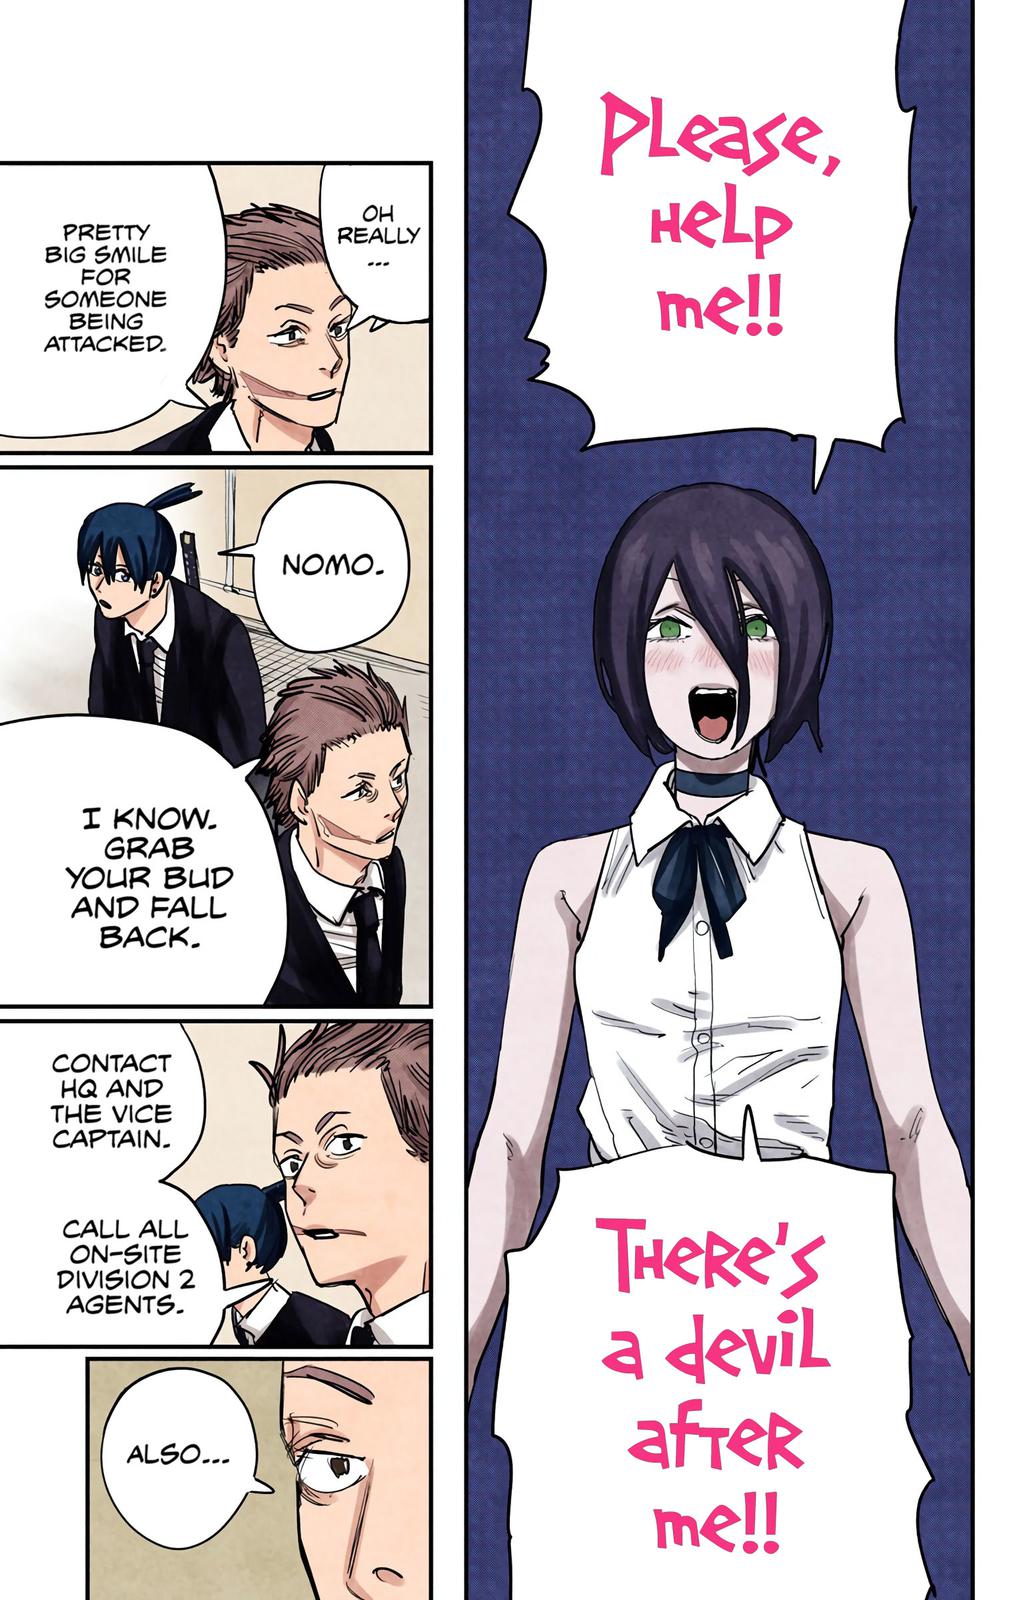 Please,
help
me!!
There's
a devil
after
me!!
OH
REALLY
...
PRETTY
BIG SMILE
FOR
SOMEONE
BEING
ATTACKED.
NOMO.
I KNOW.
GRAB
YOUR BUD
AND FALL
BACK.
CONTACT
HQ AND
THE VICE
CAPTAIN.
CALL ALL
ON-SITE
DIVISION 2
AGENTS.
ALSO...